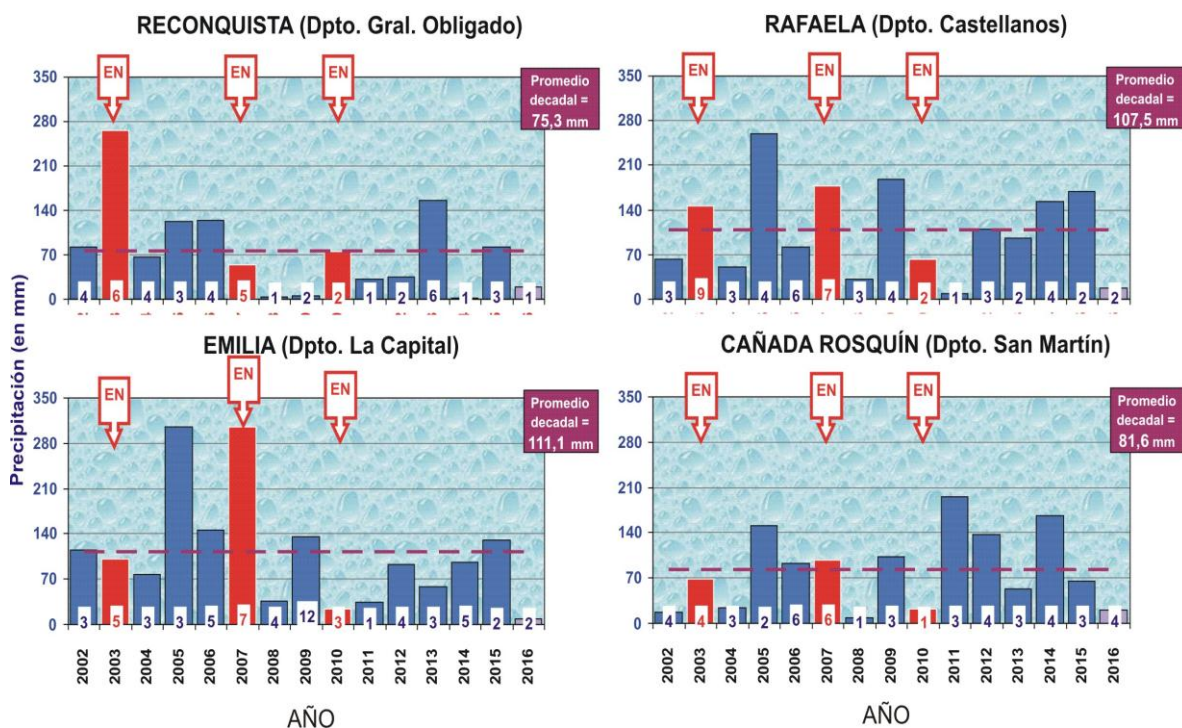 RECONQUISTA (Dpto. Gral. Obligado)
EN EN EN
Promedio
decadal =
75,3 mm
350
280
210
140
70
0
4 6 4 3 4 5 1 2 2 1 2 6 1 3 1
RAFAELA (Dpto. Castellanos)
EN EN EN
Promedio
decadal =
107,5 mm
350
280
210
140
70
0
3 9 3 4 6 7 3 4 2 1 3 2 4 2 2
Precipitación (en mm)
EMILIA (Dpto. La Capital)
EN EN EN
Promedio
decadal =
111,1 mm
350
280
210
140
70
0
3 5 3 3 5 7 4 12 3 1 4 3 5 2 2
2002 2003 2004 2005 2006 2007 2008 2009 2010 2011 2012 2013 2014 2015 2016
AÑO
CAÑADA ROSQUÍN (Dpto. San Martín)
EN EN EN
Promedio
decadal =
81,6 mm
350
280
210
140
70
0
4 4 3 2 6 6 1 3 1 3 4 3 4 3 4
2002 2003 2004 2005 2006 2007 2008 2009 2010 2011 2012 2013 2014 2015 2016
AÑO